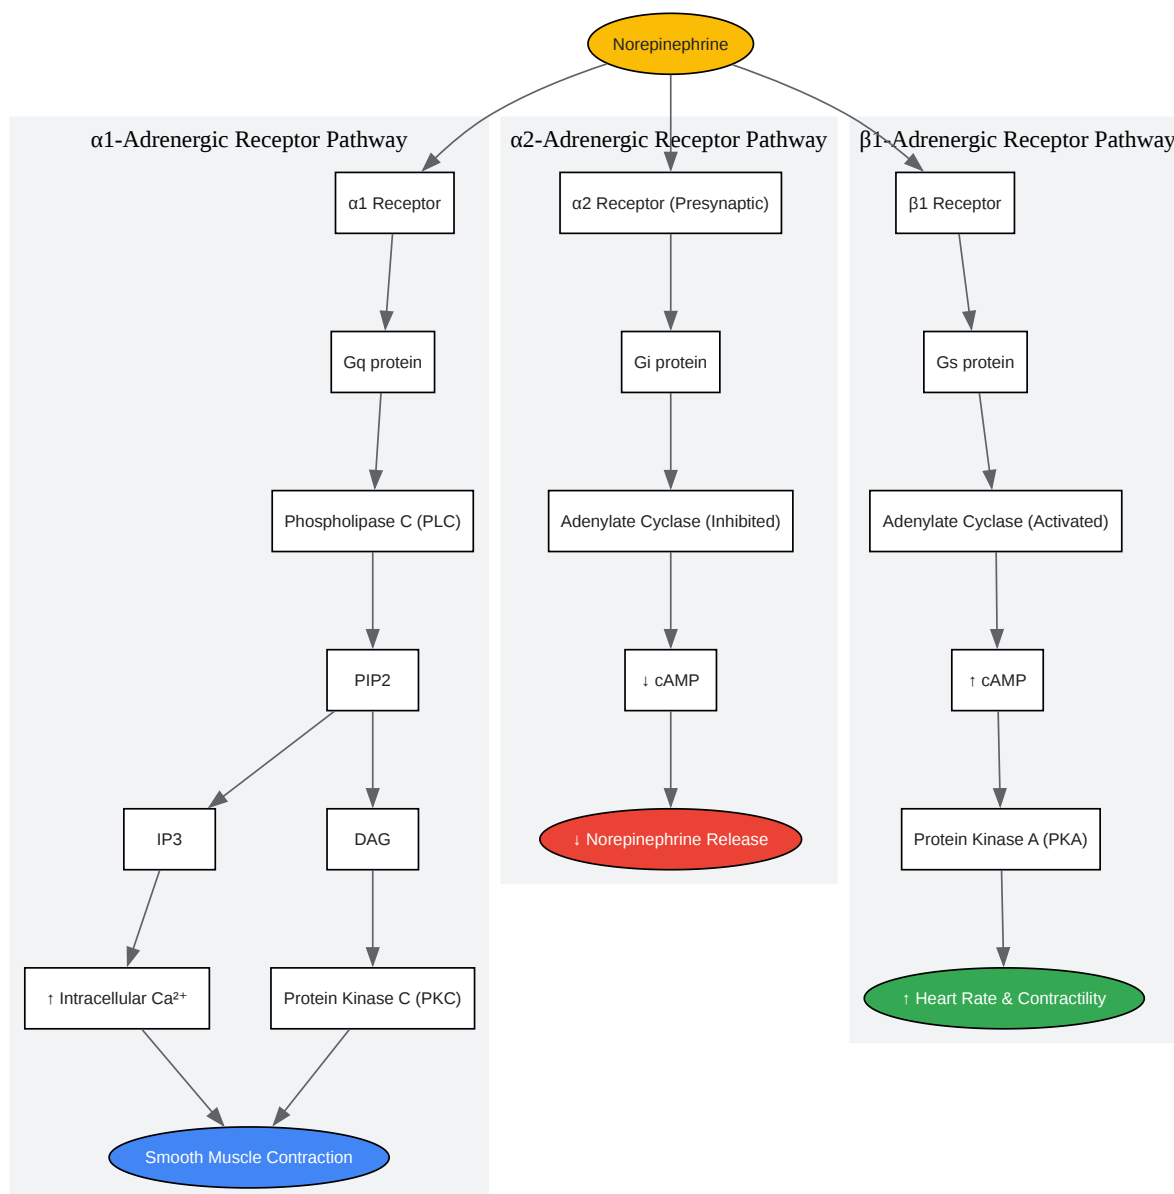 Norepinephrine
α1-Adrenergic Receptor Pathway
α1 Receptor
Gq protein
Phospholipase C (PLC)
PIP2
IP3
DAG
↑ Intracellular Ca²⁺
Protein Kinase C (PKC)
Smooth Muscle Contraction
α2-Adrenergic Receptor Pathway
α2 Receptor (Presynaptic)
Gi protein
Adenylate Cyclase (Inhibited)
↓ cAMP
↓ Norepinephrine Release
β1-Adrenergic Receptor Pathway
β1 Receptor
Gs protein
Adenylate Cyclase (Activated)
↑ cAMP
Protein Kinase A (PKA)
↑ Heart Rate & Contractility